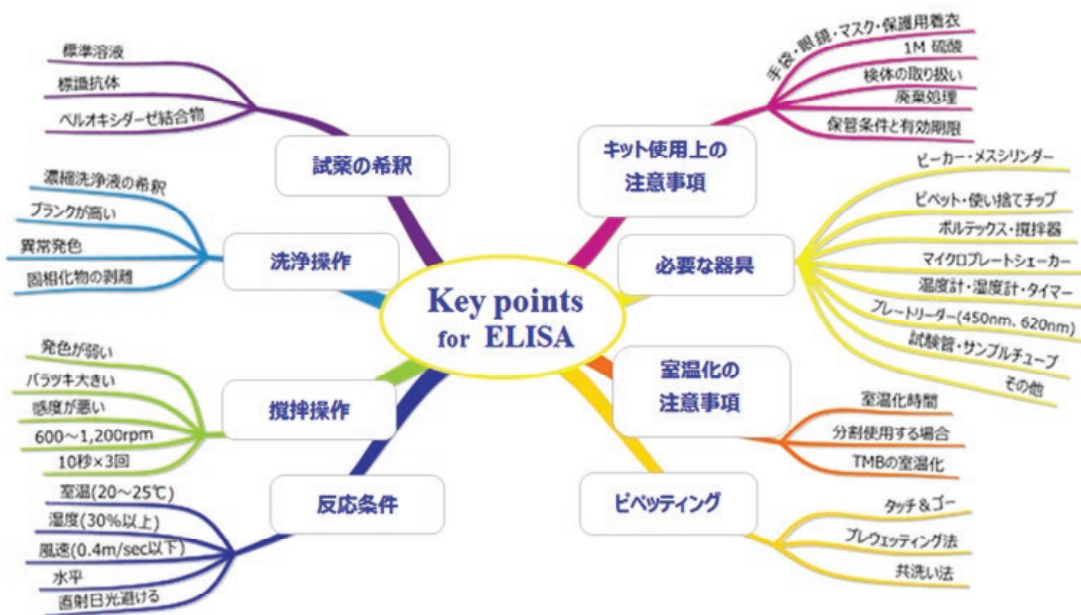 Key points
for ELISA
キット使用上の
注意事項
手袋・眼鏡・マスク・保護用着衣
1M 硫酸
検体の取り扱い
廃棄処理
保管条件と有効期限
必要な器具
ビーカー・メスシリンダー
ピペット・使い捨てチップ
ボルテックス・撹拌器
マイクロプレートシェーカー
温度計・湿度計・タイマー
プレートリーダー(450nm、620nm)
試験管・サンプルチューブ
その他
室温化の
注意事項
室温化時間
分割使用する場合
TMBの室温化
ピペッティング
タッチ&ゴー
プレウェッティング法
共洗い法
試薬の希釈
標準溶液
標識抗体
ペルオキシダーゼ結合物
洗浄操作
濃縮洗浄液の希釈
ブランクが高い
異常発色
固相化物の剥離
撹拌操作
発色が弱い
バラツキ大きい
感度が悪い
600～1,200rpm
10秒×3回
反応条件
室温(20～25℃)
湿度(30%以上)
風速(0.4m/sec以下)
水平
直射日光避ける